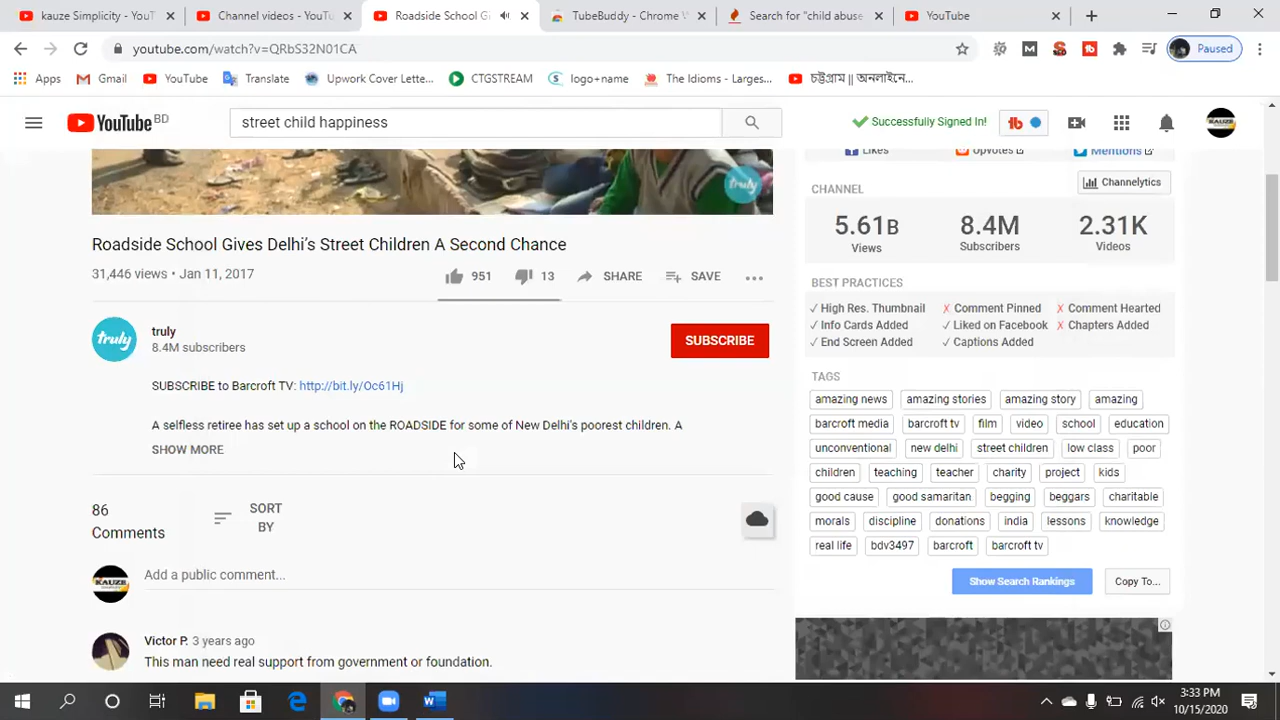 kauze Simplicity - YouT
Channel videos - YouTu
Roadside School Gi
TubeBuddy - Chrome
Search for "child abuse
YouTube
youtube.com/watch?v=QRbS32N01CA
Paused
Apps
Gmail
YouTube
Translate
Upwork Cover Lette...
CTGSTREAM
logo+name
The Idioms - Larges...
চট্টগ্রাম || অনলাইনে...
YouTube BD
street child happiness
Successfully Signed In!
tb
Likes
Upvotes
Mentions
truly
CHANNEL
Channelytics
5.61B
8.4M
2.31K
Views
Subscribers
Videos
Roadside School Gives Delhi's Street Children A Second Chance
31,446 views • Jan 11, 2017
951
13
SHARE
SAVE
BEST PRACTICES
✓ High Res. Thumbnail
✗ Comment Pinned
✗ Comment Hearted
✓ Info Cards Added
✓ Liked on Facebook
✗ Chapters Added
✓ End Screen Added
✓ Captions Added
truly
truly
8.4M subscribers
SUBSCRIBE
SUBSCRIBE to Barcroft TV: http://bit.ly/Oc61Hj
A selfless retiree has set up a school on the ROADSIDE for some of New Delhi's poorest children. A
SHOW MORE
TAGS
amazing news amazing stories amazing story amazing
barcroft media barcroft tv film video school education
unconventional new delhi street children low class poor
children teaching teacher charity project kids
good cause good samaritan begging beggars charitable
morals discipline donations india lessons knowledge
real life bdv3497 barcroft barcroft tv
Show Search Rankings
Copy To...
86
Comments
SORT
BY
KAUZE
Add a public comment...
Victor P. 3 years ago
This man need real support from government or foundation.
3:33 PM
10/15/2020